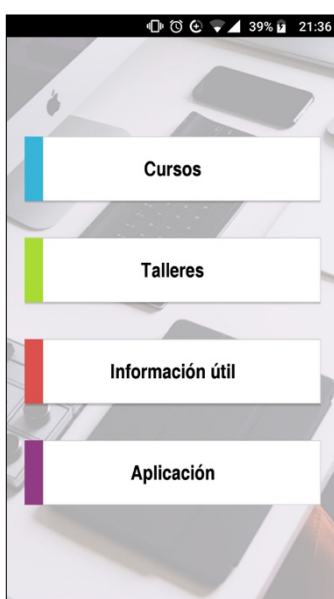 39% 21:36
Cursos
Talleres
Información útil
Aplicación